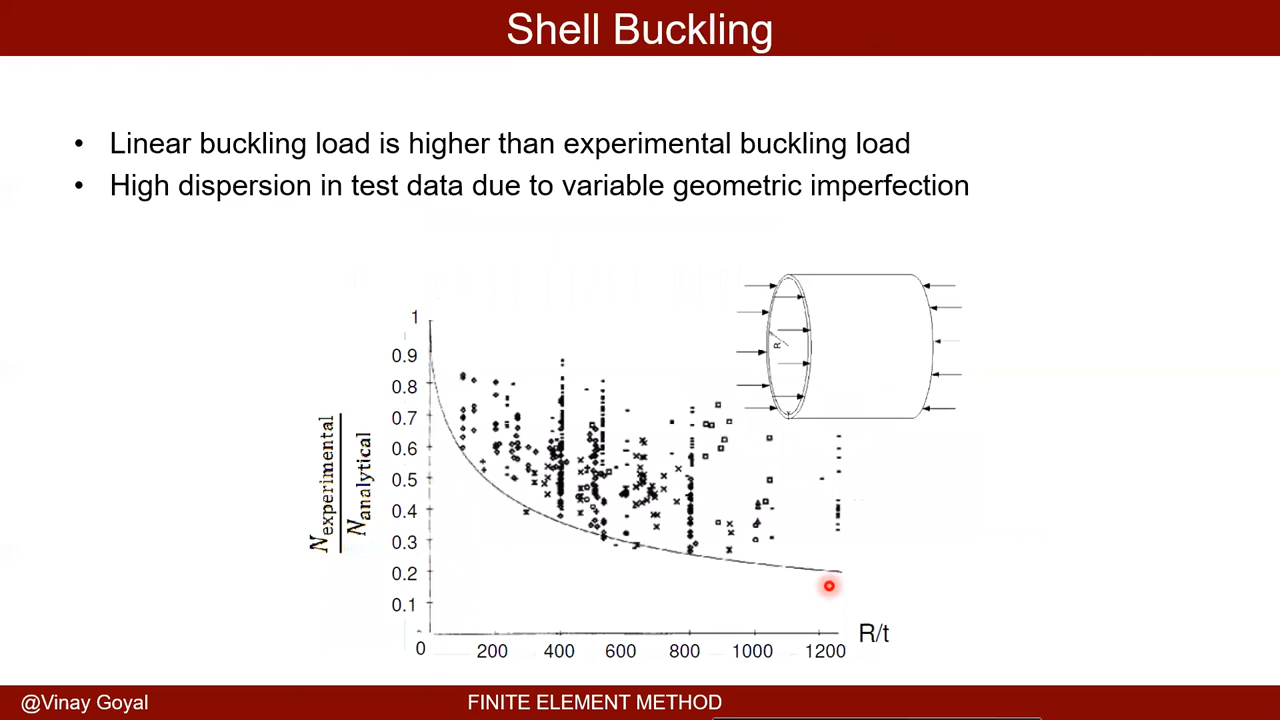 Shell Buckling
• Linear buckling load is higher than experimental buckling load
• High dispersion in test data due to variable geometric imperfection
R
1
0.9
0.8
0.7
0.6
0.5
0.4
0.3
0.2
0.1
N experimental
N analytical
0 200 400 600 800 1000 1200
R/t
@Vinay Goyal
FINITE ELEMENT METHOD